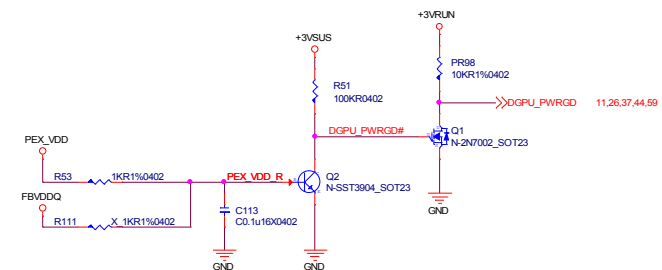 +3VRUN
+3VSUS
PR98
10KR1%0402
R51
100KR0402
DGPU_PWRGD 11,26,37,44,59
DGPU_PWRGD#
Q1
N-2N7002_SOT23
PEX_VDD
R53 1KR1%0402
PEX_VDD_R
Q2
N-SST3904_SOT23
FBVDDQ
R111 X_1KR1%0402
C113
C0.1u16X0402
GND
GND
GND